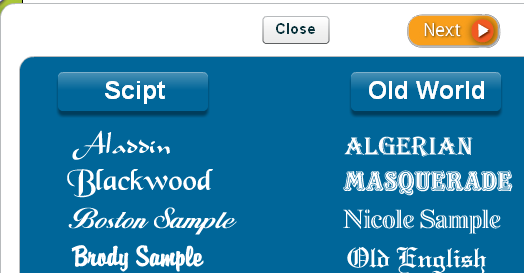 Close Next
Scipt Old World
Aladdin ALGERIAN
Blackwood MASQUERADE
Boston Sample Nicole Sample
Brody Sample Old English